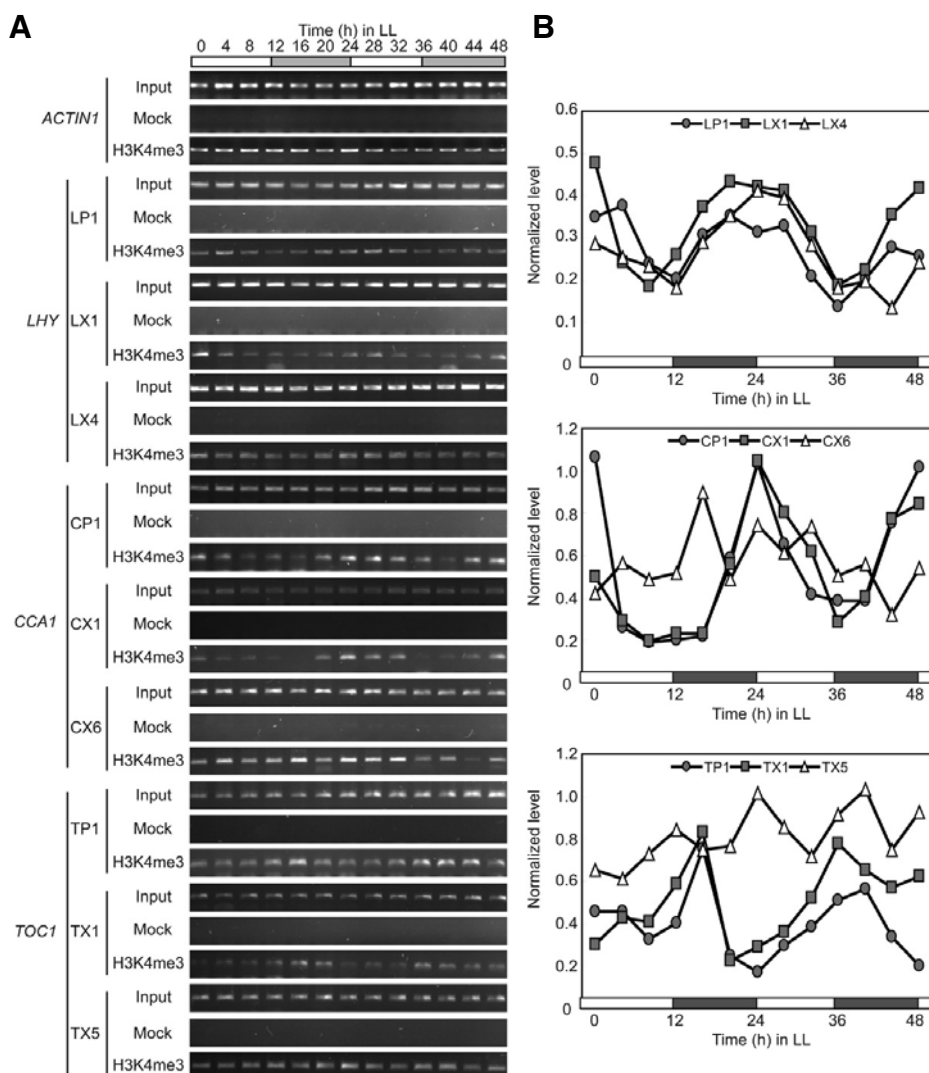 A
Time (h) in LL
0 4 8 12 16 20 24 28 32 36 40 44 48
ACTIN1
Input
Mock
H3K4me3
LHY
LP1
Input
Mock
H3K4me3
LX1
Input
Mock
H3K4me3
LX4
Input
Mock
H3K4me3
CCA1
CP1
Input
Mock
H3K4me3
CX1
Input
Mock
H3K4me3
CX6
Input
Mock
H3K4me3
TOC1
TP1
Input
Mock
H3K4me3
TX1
Input
Mock
H3K4me3
TX5
Input
Mock
H3K4me3
B
LP1 LX1 LX4
Normalized level
0.6
0.5
0.4
0.3
0.2
0.1
0
0 12 24 36 48
Time (h) in LL
CP1 CX1 CX6
Normalized level
1.2
1.0
0.8
0.6
0.4
0.2
0
0 12 24 36 48
Time (h) in LL
TP1 TX1 TX5
Normalized level
1.2
1.0
0.8
0.6
0.4
0.2
0
0 12 24 36 48
Time (h) in LL